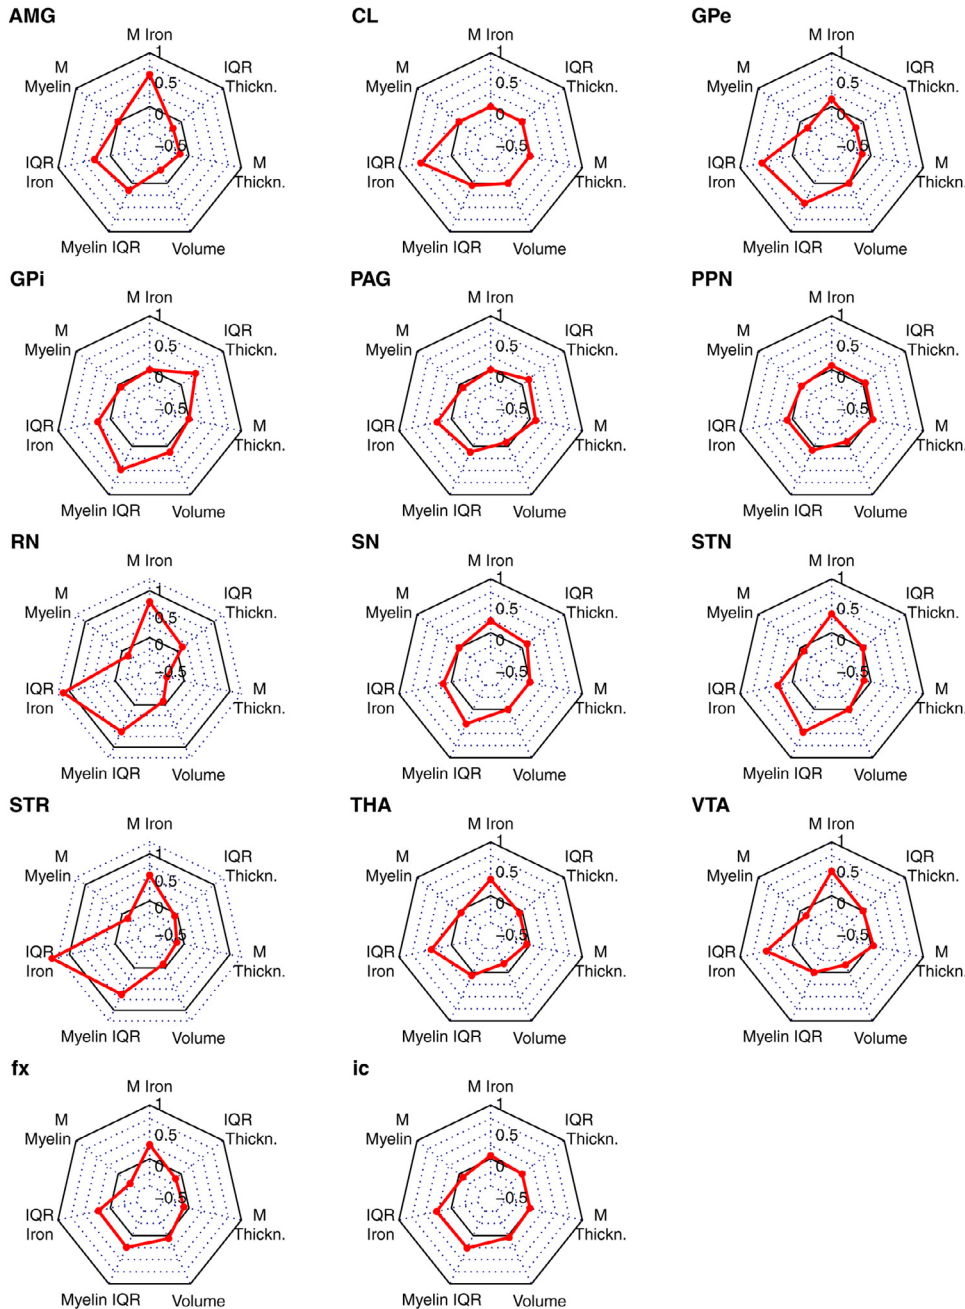 AMG
M Iron
1
M
Myelin
IQR
Thickn.
0.5
0
−0.5
IQR
Iron
M
Thickn.
Myelin IQR
Volume
CL
M Iron
1
M
Myelin
IQR
Thickn.
0.5
0
−0.5
IQR
Iron
M
Thickn.
Myelin IQR
Volume
GPe
M Iron
1
M
Myelin
IQR
Thickn.
0.5
0
−0.5
IQR
Iron
M
Thickn.
Myelin IQR
Volume
GPi
M Iron
1
M
Myelin
IQR
Thickn.
0.5
0
−0.5
IQR
Iron
M
Thickn.
Myelin IQR
Volume
PAG
M Iron
1
M
Myelin
IQR
Thickn.
0.5
0
−0.5
IQR
Iron
M
Thickn.
Myelin IQR
Volume
PPN
M Iron
1
M
Myelin
IQR
Thickn.
0.5
0
−0.5
IQR
Iron
M
Thickn.
Myelin IQR
Volume
RN
M Iron
1
M
Myelin
IQR
Thickn.
0.5
0
−0.5
IQR
Iron
M
Thickn.
Myelin IQR
Volume
SN
M Iron
1
M
Myelin
IQR
Thickn.
0.5
0
−0.5
IQR
Iron
M
Thickn.
Myelin IQR
Volume
STN
M Iron
1
M
Myelin
IQR
Thickn.
0.5
0
−0.5
IQR
Iron
M
Thickn.
Myelin IQR
Volume
STR
M Iron
1
M
Myelin
IQR
Thickn.
0.5
0
−0.5
IQR
Iron
M
Thickn.
Myelin IQR
Volume
THA
M Iron
1
M
Myelin
IQR
Thickn.
0.5
0
−0.5
IQR
Iron
M
Thickn.
Myelin IQR
Volume
VTA
M Iron
1
M
Myelin
IQR
Thickn.
0.5
0
−0.5
IQR
Iron
M
Thickn.
Myelin IQR
Volume
fx
M Iron
1
M
Myelin
IQR
Thickn.
0.5
0
−0.5
IQR
Iron
M
Thickn.
Myelin IQR
Volume
ic
M Iron
1
M
Myelin
IQR
Thickn.
0.5
0
−0.5
IQR
Iron
M
Thickn.
Myelin IQR
Volume